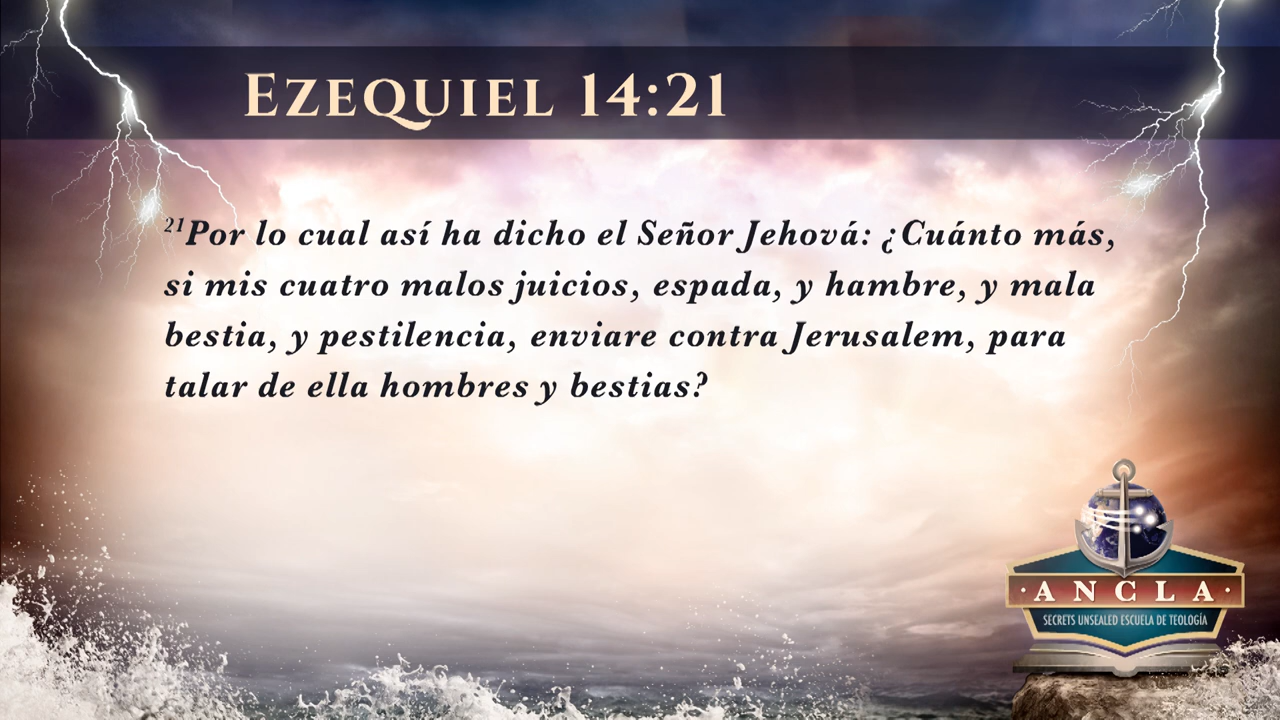 EZEQUIEL 14:21
²¹Por lo cual así ha dicho el Señor Jehová: ¿Cuánto más,
si mis cuatro malos juicios, espada, y hambre, y mala
bestia, y pestilencia, enviare contra Jerusalem, para
talar de ella hombres y bestias?
·ANCLA·
SECRETS UNSEALED ESCUELA DE TEOLOGÍA